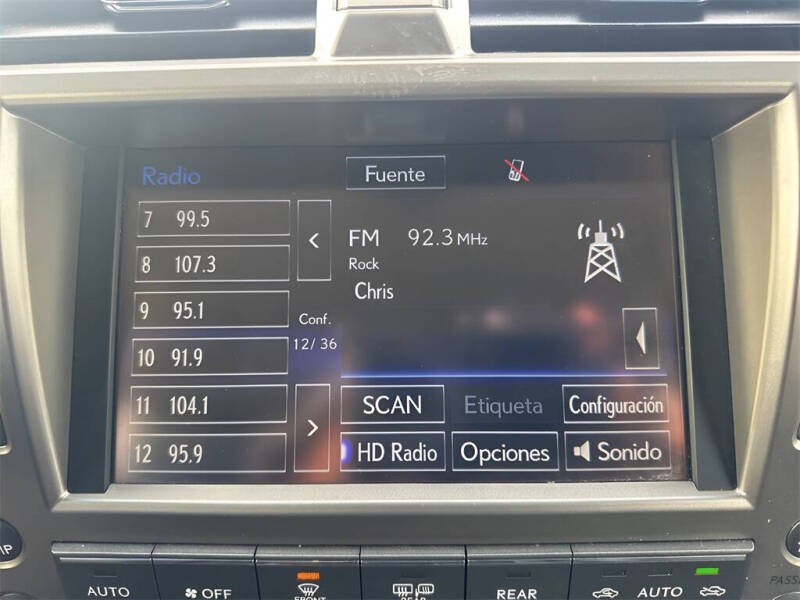 Radio
Fuente
7 99.5
8 107.3
9 95.1
10 91.9
11 104.1
12 95.9
<
Conf.
12/ 36
>
FM 92.3 MHz
Rock
Chris
SCAN
Etiqueta
Configuración
HD Radio
Opciones
Sonido
AUTO
OFF
FRONT
REAR
REAR
AUTO